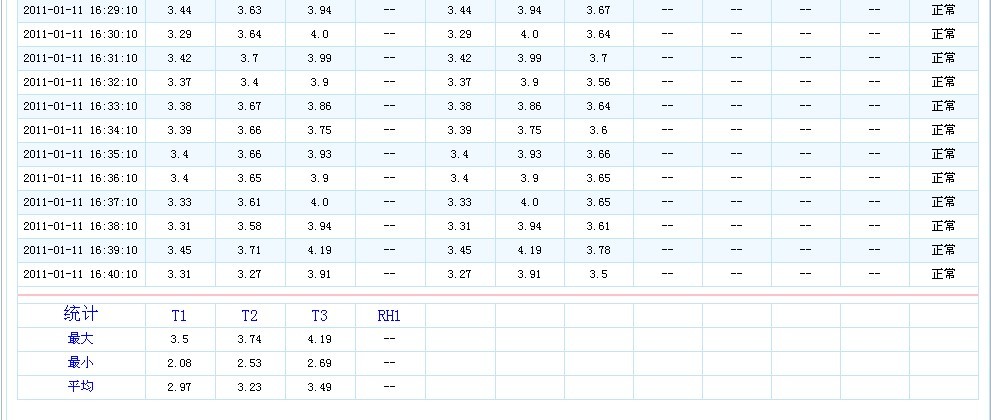 2011-01-11 16:29:10 3.44 3.63 3.94 -- 3.44 3.94 3.67 -- -- -- -- 正常
2011-01-11 16:30:10 3.29 3.64 4.0 -- 3.29 4.0 3.64 -- -- -- -- 正常
2011-01-11 16:31:10 3.42 3.7 3.99 -- 3.42 3.99 3.7 -- -- -- -- 正常
2011-01-11 16:32:10 3.37 3.4 3.9 -- 3.37 3.9 3.56 -- -- -- -- 正常
2011-01-11 16:33:10 3.38 3.67 3.86 -- 3.38 3.86 3.64 -- -- -- -- 正常
2011-01-11 16:34:10 3.39 3.66 3.75 -- 3.39 3.75 3.6 -- -- -- -- 正常
2011-01-11 16:35:10 3.4 3.66 3.93 -- 3.4 3.93 3.66 -- -- -- -- 正常
2011-01-11 16:36:10 3.4 3.65 3.9 -- 3.4 3.9 3.65 -- -- -- -- 正常
2011-01-11 16:37:10 3.33 3.61 4.0 -- 3.33 4.0 3.65 -- -- -- -- 正常
2011-01-11 16:38:10 3.31 3.58 3.94 -- 3.31 3.94 3.61 -- -- -- -- 正常
2011-01-11 16:39:10 3.45 3.71 4.19 -- 3.45 4.19 3.78 -- -- -- -- 正常
2011-01-11 16:40:10 3.31 3.27 3.91 -- 3.27 3.91 3.5 -- -- -- -- 正常
统计 T1 T2 T3 RH1
最大 3.5 3.74 4.19 --
最小 2.08 2.53 2.69 --
平均 2.97 3.23 3.49 --